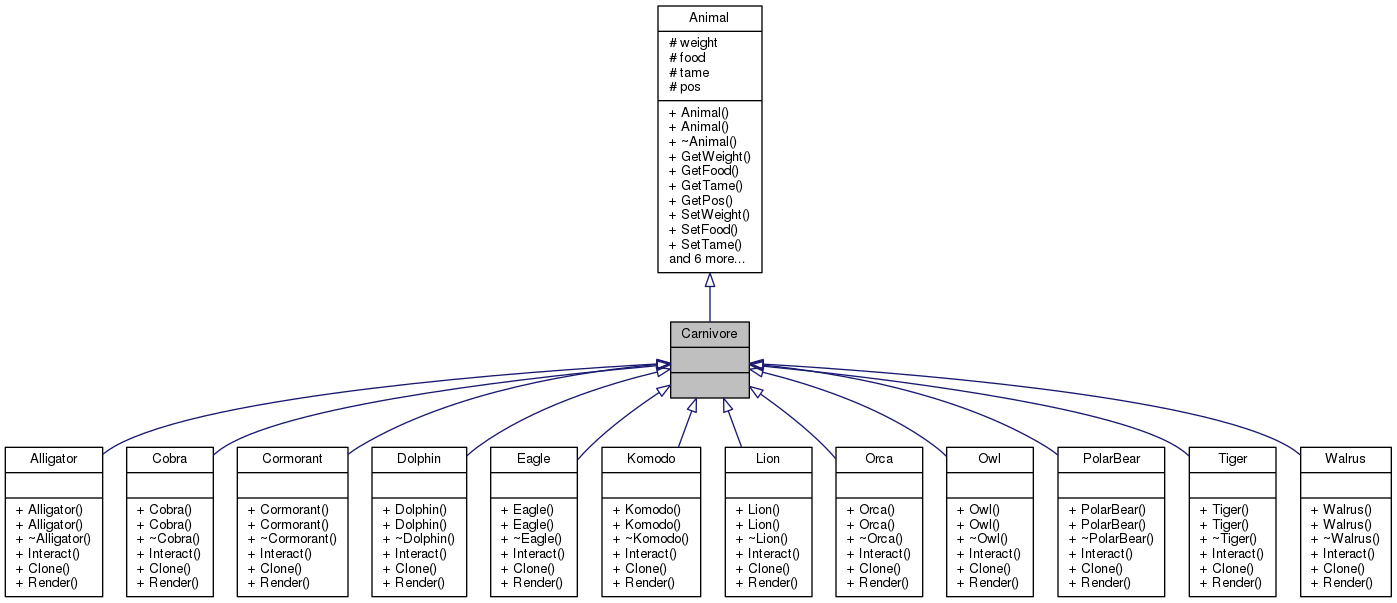 Animal
# weight
# food
# tame
# pos
+ Animal()
+ Animal()
+ ~Animal()
+ GetWeight()
+ GetFood()
+ GetTame()
+ GetPos()
+ SetWeight()
+ SetFood()
+ SetTame()
and 6 more...
Carnivore
Alligator
+ Alligator()
+ Alligator()
+ ~Alligator()
+ Interact()
+ Clone()
+ Render()
Cobra
+ Cobra()
+ Cobra()
+ ~Cobra()
+ Interact()
+ Clone()
+ Render()
Cormorant
+ Cormorant()
+ Cormorant()
+ ~Cormorant()
+ Interact()
+ Clone()
+ Render()
Dolphin
+ Dolphin()
+ Dolphin()
+ ~Dolphin()
+ Interact()
+ Clone()
+ Render()
Eagle
+ Eagle()
+ Eagle()
+ ~Eagle()
+ Interact()
+ Clone()
+ Render()
Komodo
+ Komodo()
+ Komodo()
+ ~Komodo()
+ Interact()
+ Clone()
+ Render()
Lion
+ Lion()
+ Lion()
+ ~Lion()
+ Interact()
+ Clone()
+ Render()
Orca
+ Orca()
+ Orca()
+ ~Orca()
+ Interact()
+ Clone()
+ Render()
Owl
+ Owl()
+ Owl()
+ ~Owl()
+ Interact()
+ Clone()
+ Render()
PolarBear
+ PolarBear()
+ PolarBear()
+ ~PolarBear()
+ Interact()
+ Clone()
+ Render()
Tiger
+ Tiger()
+ Tiger()
+ ~Tiger()
+ Interact()
+ Clone()
+ Render()
Walrus
+ Walrus()
+ Walrus()
+ ~Walrus()
+ Interact()
+ Clone()
+ Render()